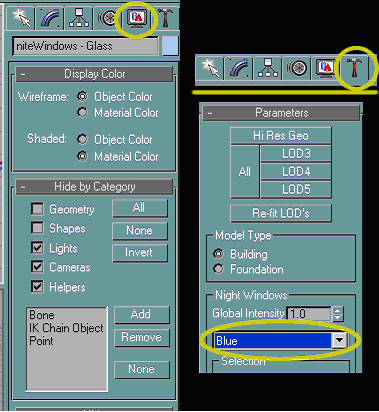 niteWindows - Glass
- Display Color
Wireframe: Object Color
Material Color
Shaded: Object Color
Material Color
- Hide by Category
Geometry All
Shapes None
Lights Invert
Cameras
Helpers
Bone Add
IK Chain Object Remove
Point
None
- Parameters
Hi Res Geo
All LOD3
LOD4
LOD5
Re-fit LOD's
Model Type
Building
Foundation
Night Windows
Global Intensity 1.0
Blue
Selection